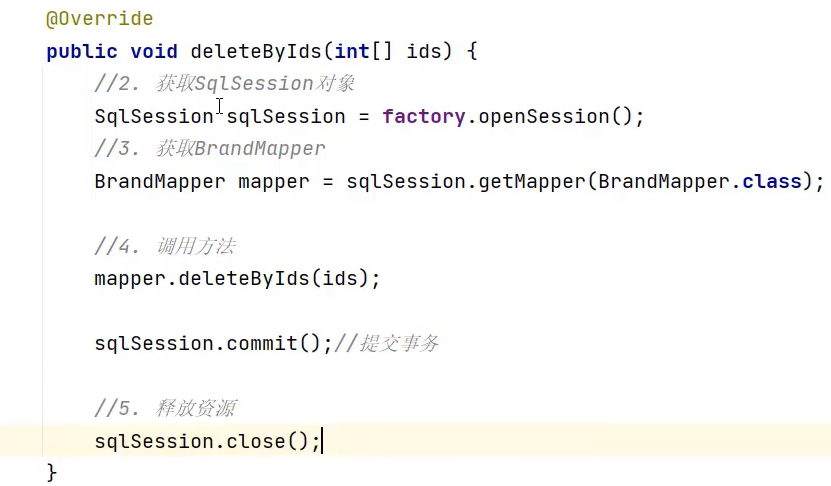 @Override
public void deleteByIds(int[] ids) {
//2. 获取SqlSession对象
SqlSession sqlSession = factory.openSession();
//3. 获取BrandMapper
BrandMapper mapper = sqlSession.getMapper(BrandMapper.class);
//4. 调用方法
mapper.deleteByIds(ids);
sqlSession.commit();//提交事务
//5. 释放资源
sqlSession.close();
}